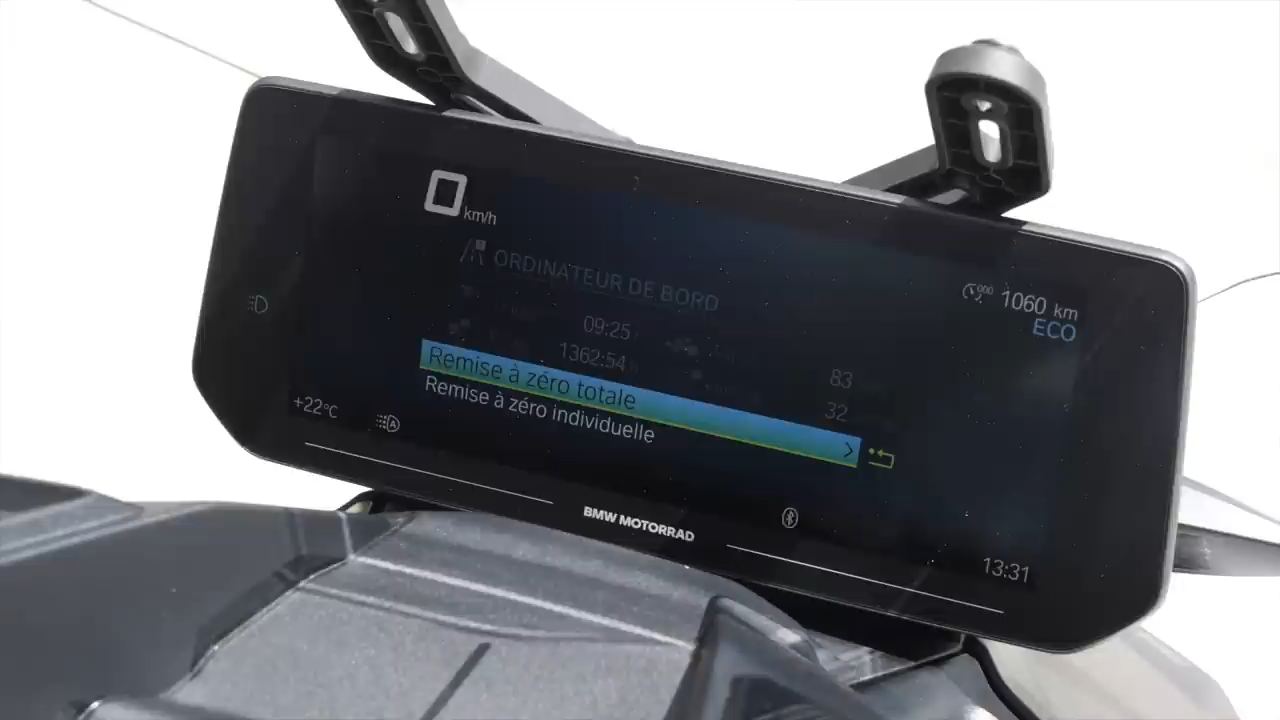 0 km/h
ORDINATEUR DE BORD
1060 km
ECO
09:25
1362:54
83
32
Remise à zéro totale
Remise à zéro individuelle
+22°C
BMW MOTORRAD
13:31